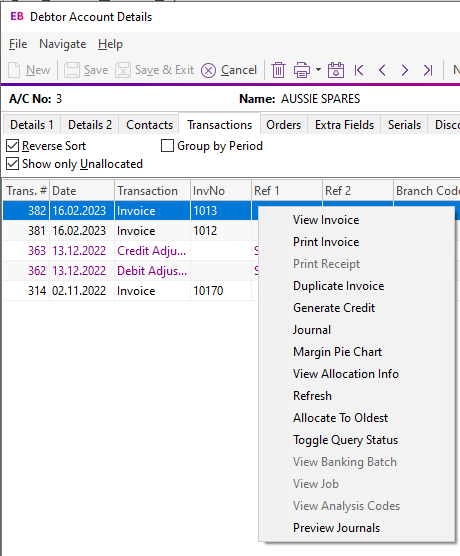 EB Debtor Account Details
File Navigate Help
New Save Save & Exit Cancel
A/C No: 3 Name: AUSSIE SPARES
Details 1 Details 2 Contacts Transactions Orders Extra Fields Serials Disco
Reverse Sort Group by Period
Show only Unallocated
Trans. # Date Transaction InvNo Ref 1 Ref 2 Branch Code
382 16.02.2023 Invoice 1013
381 16.02.2023 Invoice 1012
363 13.12.2022 Credit Adju... S
362 13.12.2022 Debit Adjus... S
314 02.11.2022 Invoice 10170
View Invoice
Print Invoice
Print Receipt
Duplicate Invoice
Generate Credit
Journal
Margin Pie Chart
View Allocation Info
Refresh
Allocate To Oldest
Toggle Query Status
View Banking Batch
View Job
View Analysis Codes
Preview Journals